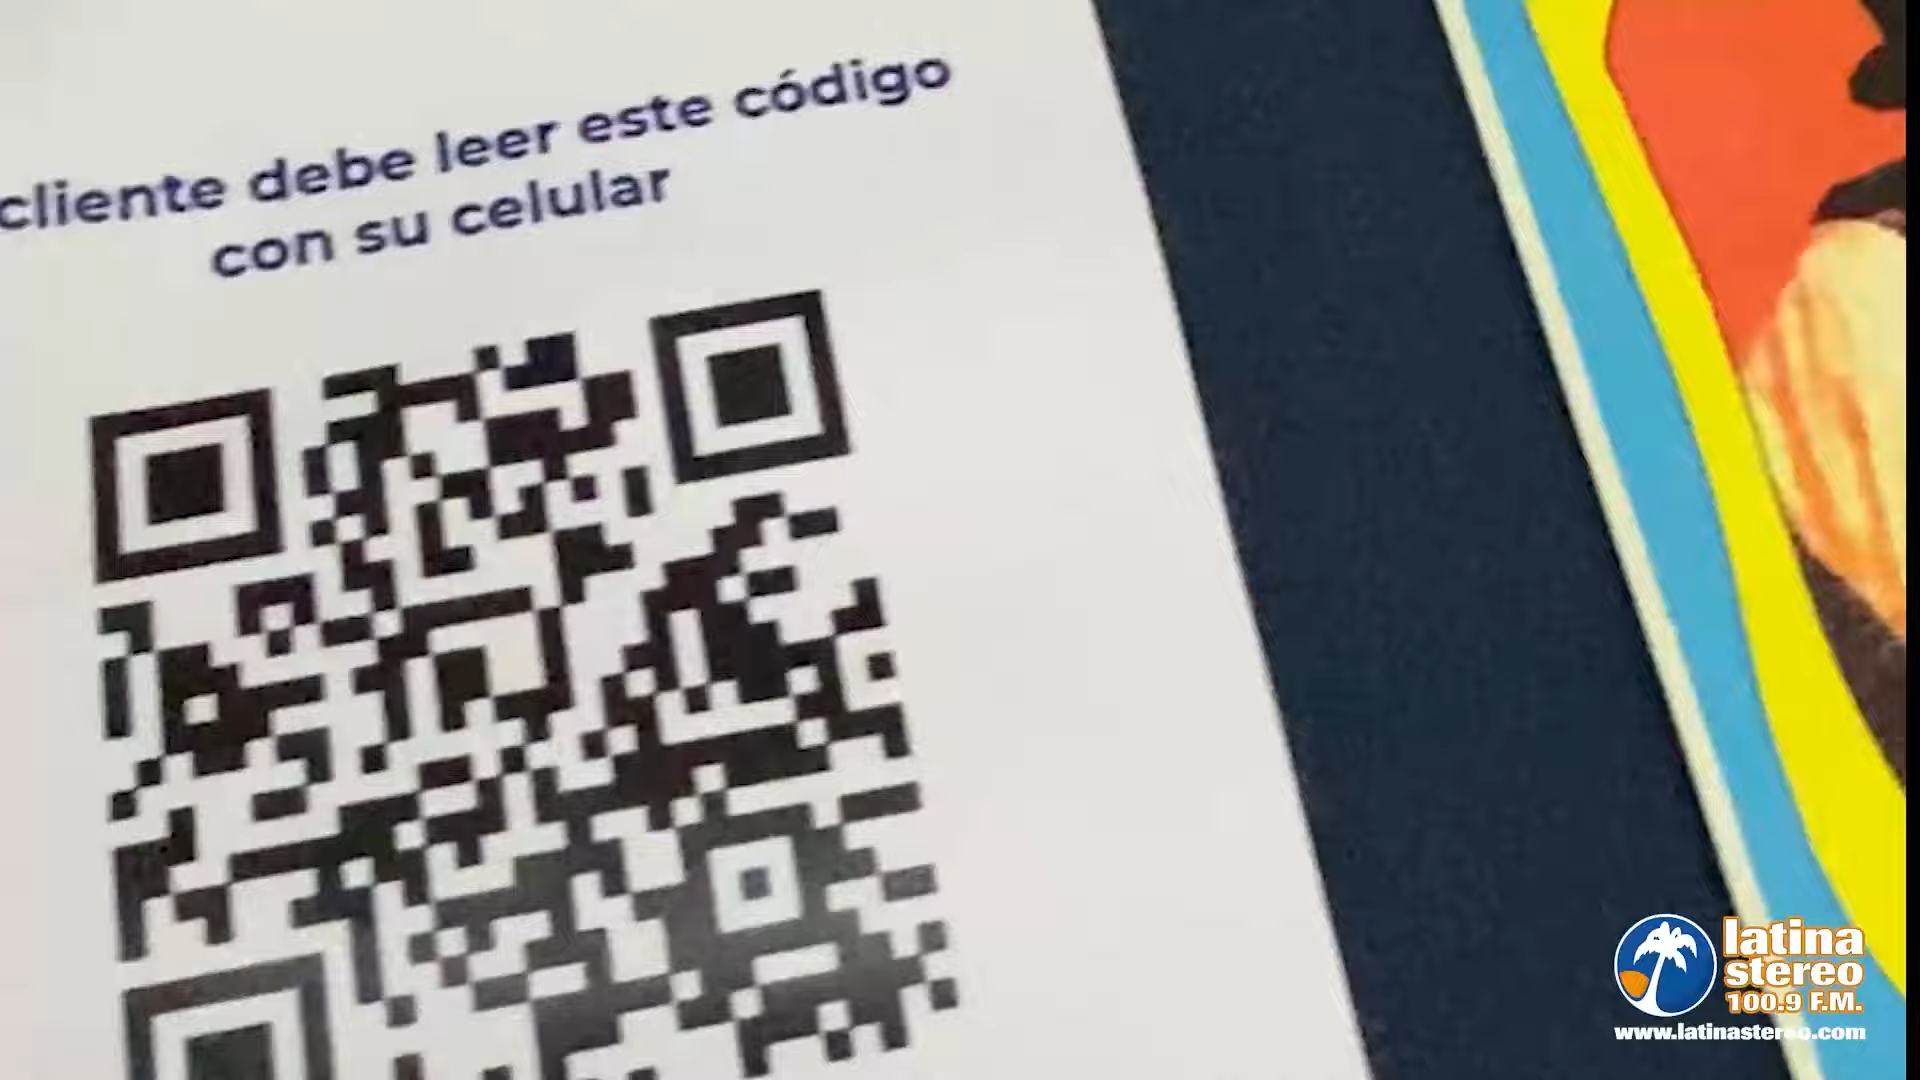 cliente debe leer este código
con su celular
latina
stereo
100.9 F.M.
www.latinastereo.com